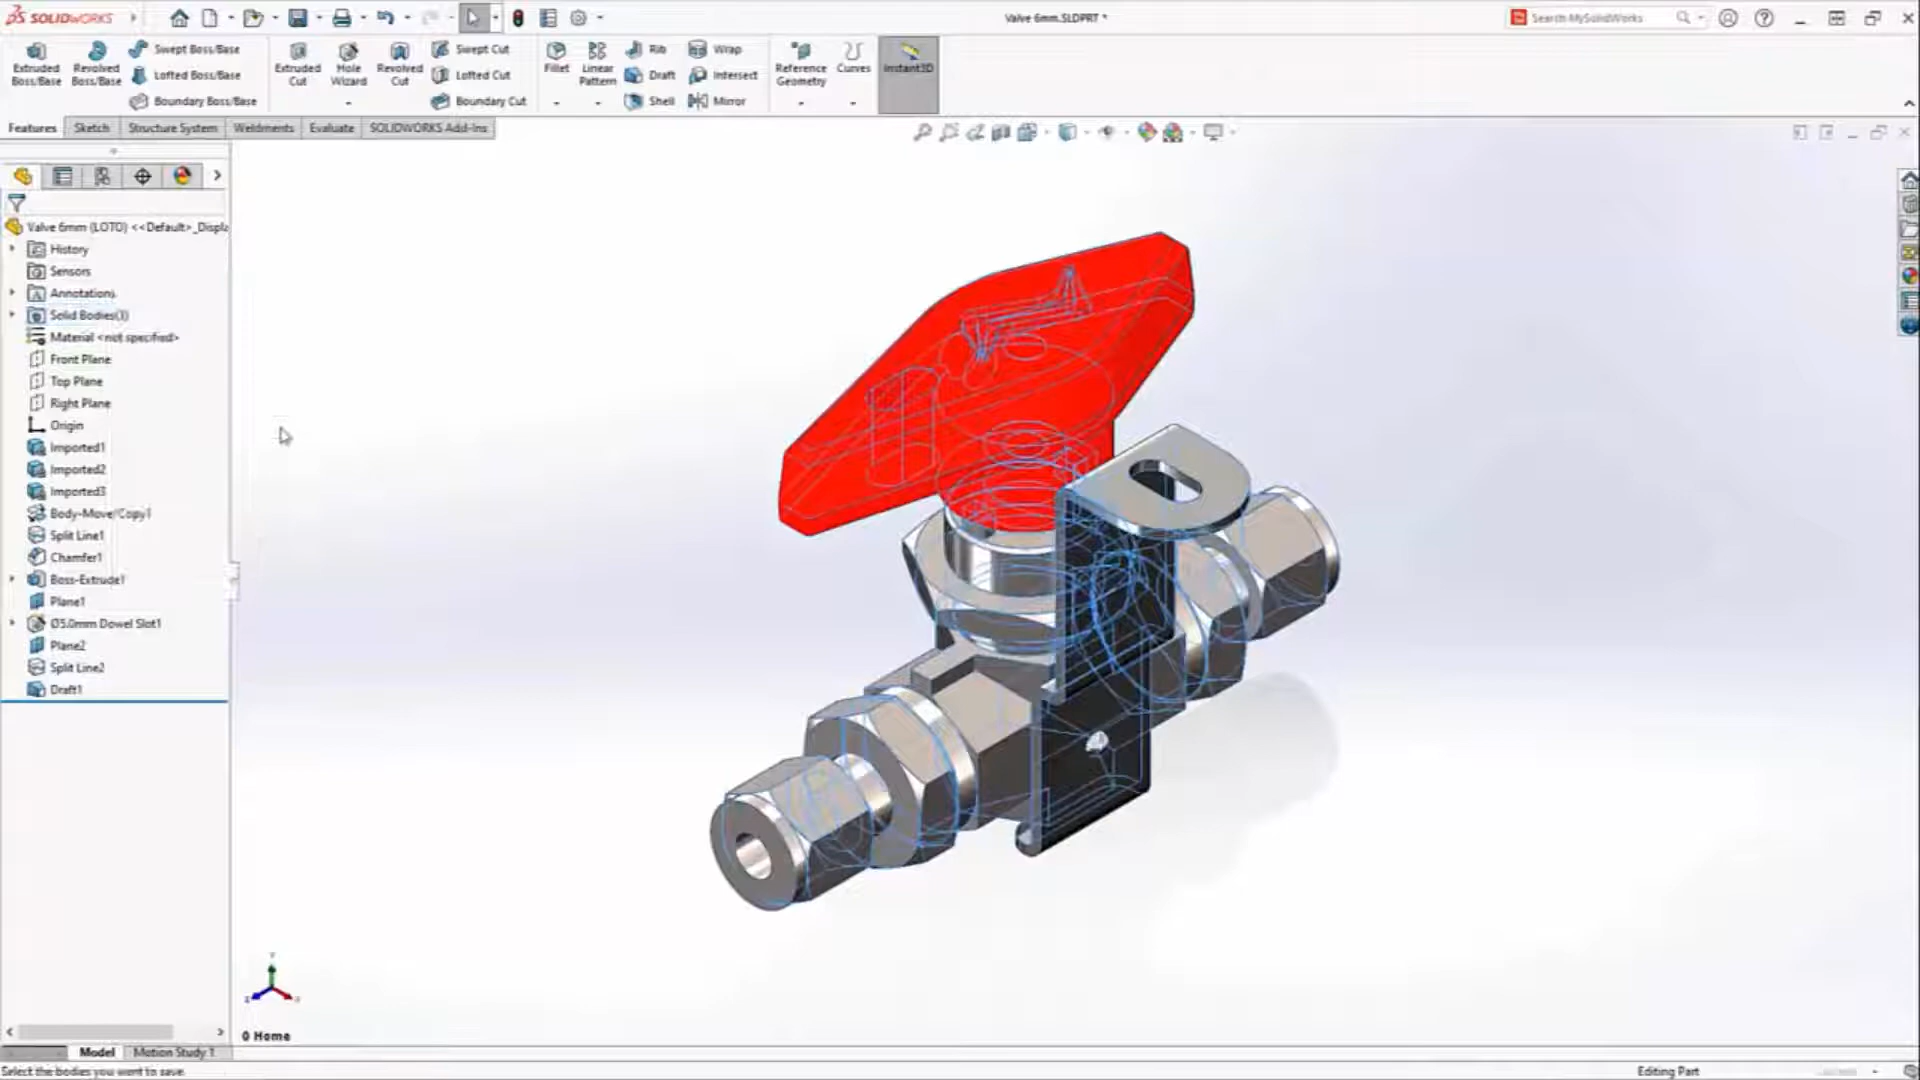 SOLIDWORKS
Valve 6mm.SLDPRT *
Search MySolidWorks
Extruded Boss/Base
Revolved Boss/Base
Swept Boss/Base
Lofted Boss/Base
Boundary Boss/Base
Extruded Cut
Hole Wizard
Revolved Cut
Swept Cut
Lofted Cut
Boundary Cut
Fillet
Linear Pattern
Rib
Draft
Shell
Wrap
Intersect
Mirror
Reference Geometry
Curves
Instant3D
Features
Sketch
Structure System
Weldments
Evaluate
SOLIDWORKS Add-Ins
Valve 6mm (LOTO) <<Default>_Displa
History
Sensors
Annotations
Solid Bodies(3)
Material <not specified>
Front Plane
Top Plane
Right Plane
Origin
Imported1
Imported2
Imported3
Body-Move/Copy1
Split Line1
Chamfer1
Boss-Extrude1
Plane1
Ø5.0mm Dowel Slot1
Plane2
Split Line2
Draft1
0 Home
Model
Motion Study 1
Select the bodies you want to save
Editing Part